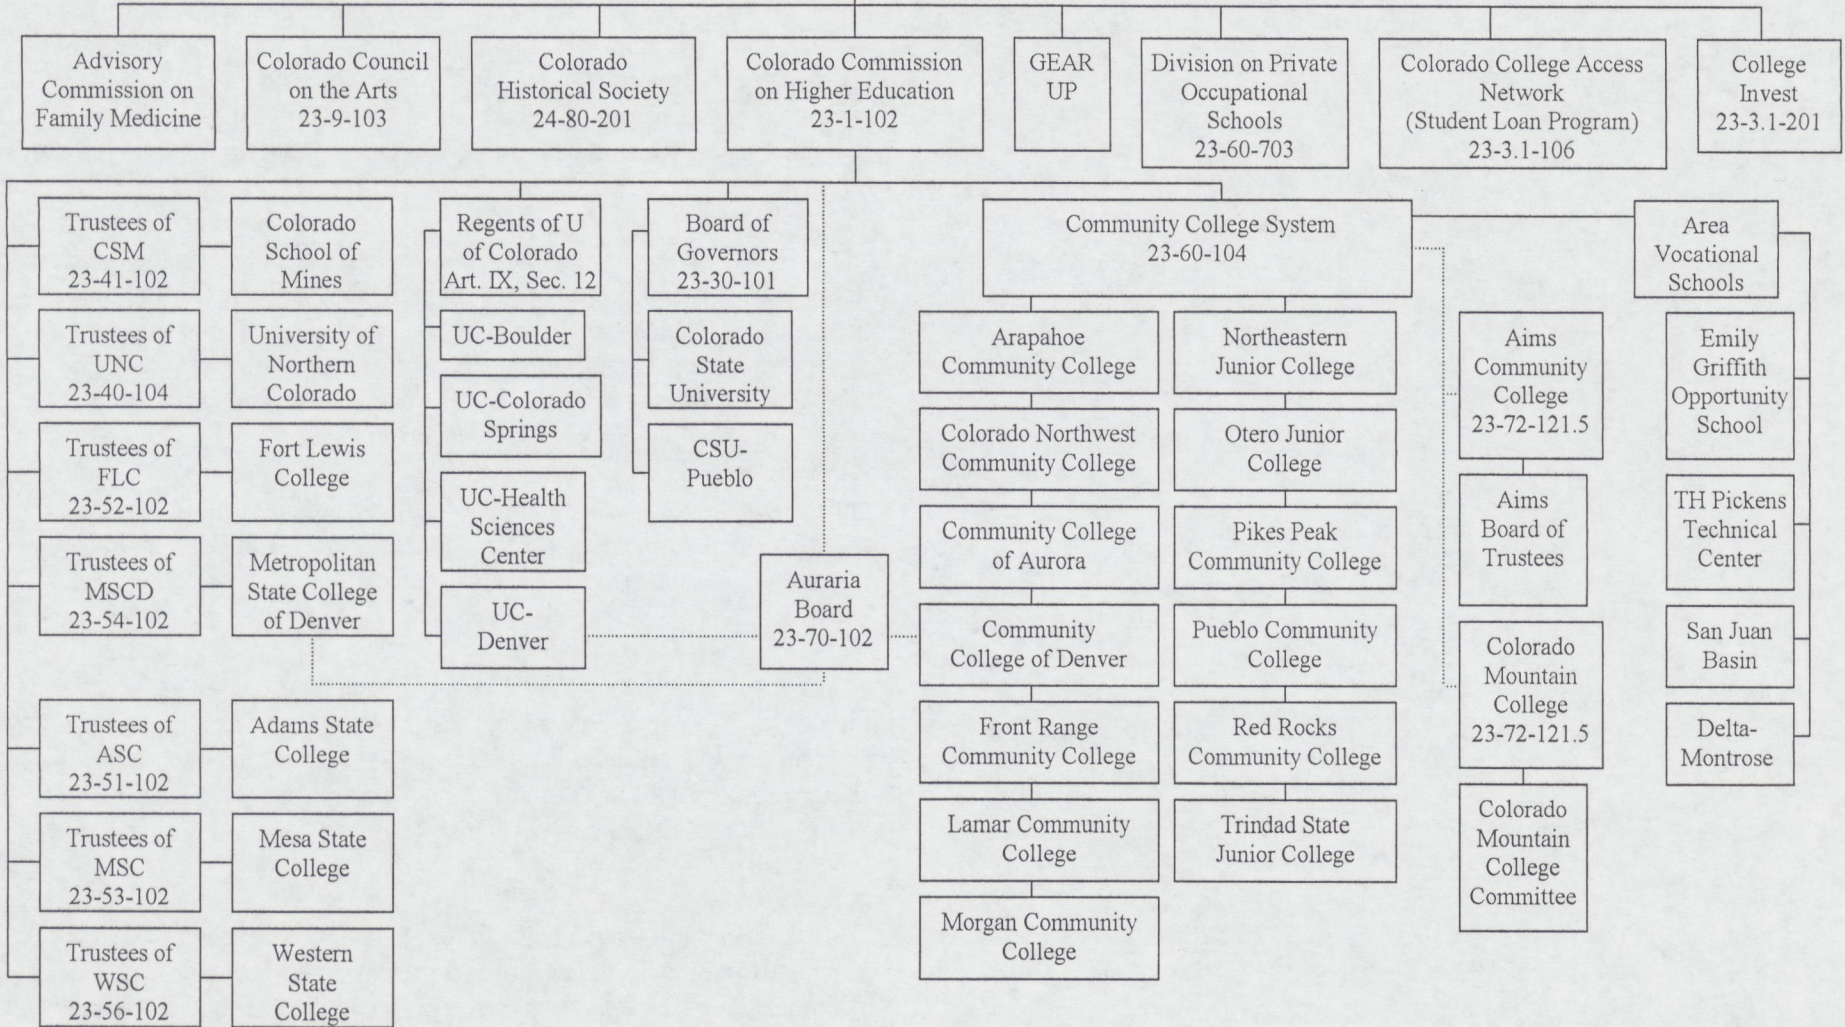 Advisory
Commission on
Family Medicine
Colorado Council
on the Arts
23-9-103
Colorado
Historical Society
24-80-201
Colorado Commission
on Higher Education
23-1-102
GEAR
UP
Division on Private
Occupational
Schools
23-60-703
Colorado College Access
Network
(Student Loan Program)
23-3.1-106
College
Invest
23-3.1-201
Trustees of
CSM
23-41-102
Colorado
School of
Mines
Trustees of
UNC
23-40-104
University of
Northern
Colorado
Trustees of
FLC
23-52-102
Fort Lewis
College
Trustees of
MSCD
23-54-102
Metropolitan
State College
of Denver
Trustees of
ASC
23-51-102
Adams State
College
Trustees of
MSC
23-53-102
Mesa State
College
Trustees of
WSC
23-56-102
Western
State
College
Regents of U
of Colorado
Art. IX, Sec. 12
UC-Boulder
UC-Colorado
Springs
UC-Health
Sciences
Center
UC-
Denver
Board of
Governors
23-30-101
Colorado
State
University
CSU-
Pueblo
Auraria
Board
23-70-102
Community College System
23-60-104
Arapahoe
Community College
Colorado Northwest
Community College
Community College
of Aurora
Community
College of Denver
Front Range
Community College
Lamar Community
College
Morgan Community
College
Northeastern
Junior College
Otero Junior
College
Pikes Peak
Community College
Pueblo Community
College
Red Rocks
Community College
Trindad State
Junior College
Aims
Community
College
23-72-121.5
Aims
Board of
Trustees
Colorado
Mountain
College
23-72-121.5
Colorado
Mountain
College
Committee
Area
Vocational
Schools
Emily
Griffith
Opportunity
School
TH Pickens
Technical
Center
San Juan
Basin
Delta-
Montrose